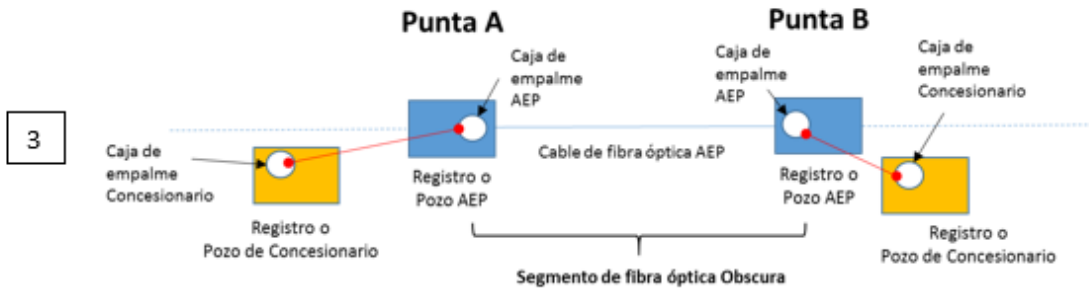 Punta A
Punta B
Caja de
empalme
AEP
Caja de
empalme
AEP
Caja de
empalme
Concesionario
3
Caja de
empalme
Concesionario
Cable de fibra óptica AEP
Registro o
Pozo AEP
Registro o
Pozo AEP
Registro o
Pozo de Concesionario
Registro o
Pozo de Concesionario
Segmento de fibra óptica Obscura